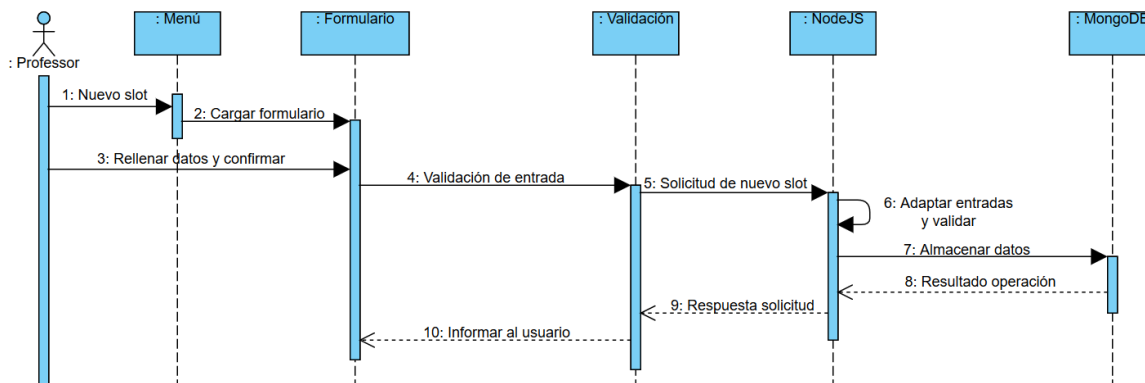 : Menú
: Formulario
: Validación
: NodeJS
: MongoDB
: Professor
1: Nuevo slot
2: Cargar formulario
3: Rellenar datos y confirmar
4: Validación de entrada
5: Solicitud de nuevo slot
6: Adaptar entradas
y validar
7: Almacenar datos
8: Resultado operación
9: Respuesta solicitud
10: Informar al usuario